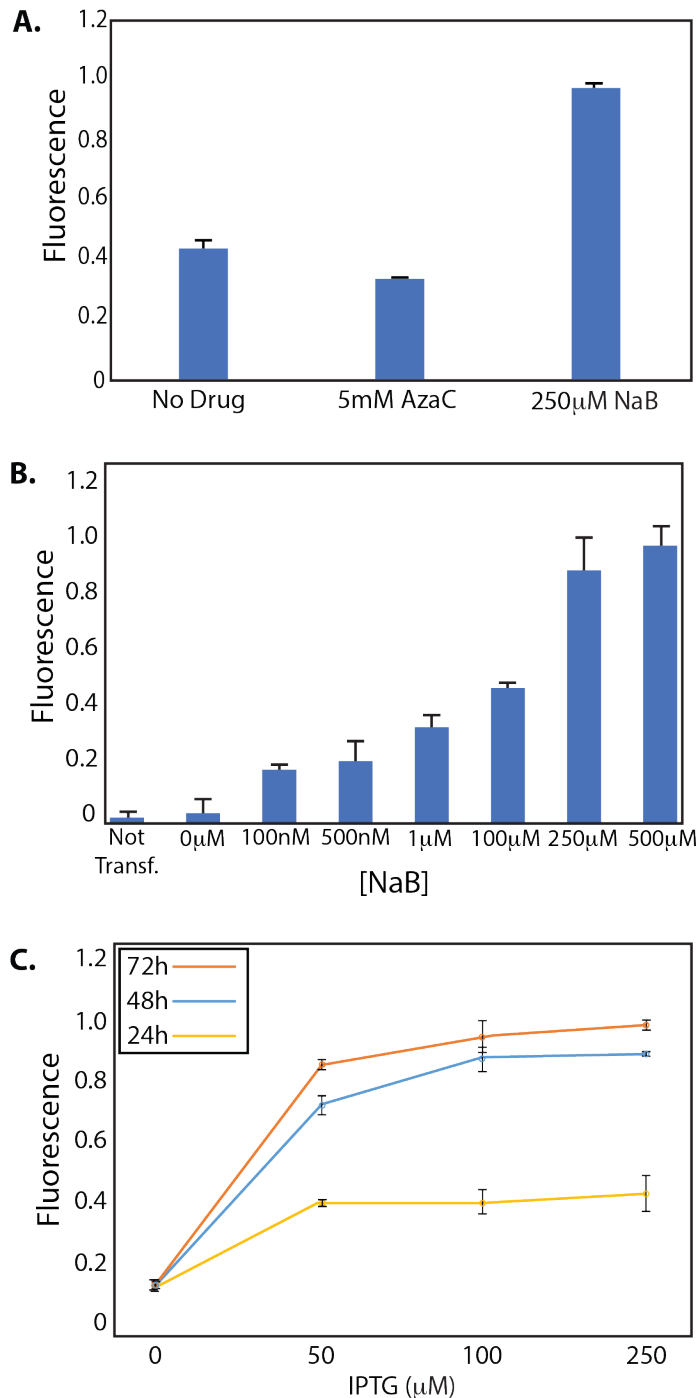 A.
Fluorescence
1.2
1.0
0.8
0.6
0.4
0.2
0
No Drug 5mM AzaC 250μM NaB
B.
Fluorescence
1.2
1.0
0.8
0.6
0.4
0.2
0
Not Transf. 0μM 100nM 500nM 1μM 100μM 250μM 500μM
[NaB]
C.
72h
48h
24h
Fluorescence
1.2
1.0
0.8
0.6
0.4
0.2
0
0 50 100 250
IPTG (μM)